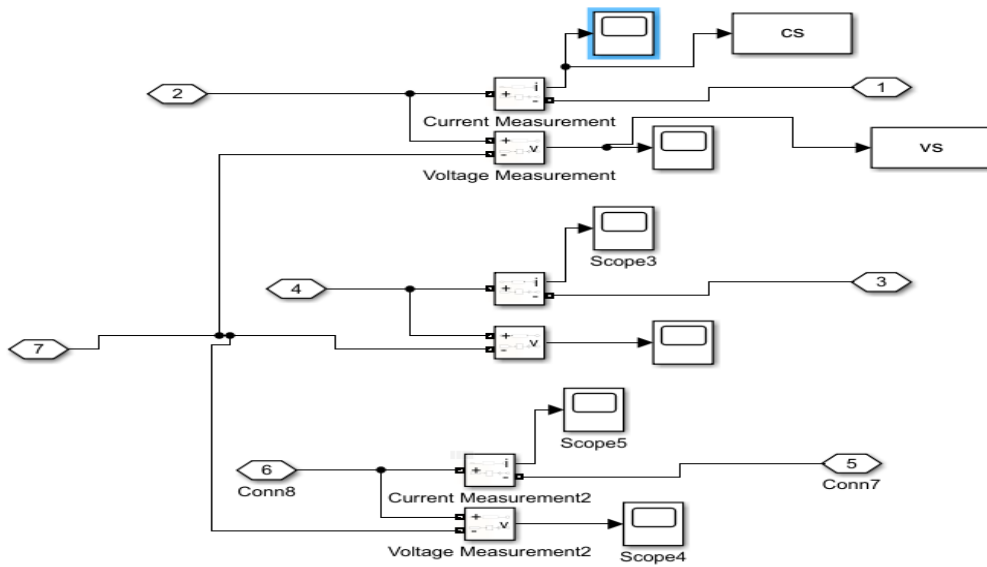 cs
2
i
+
-
1
Current Measurement
+
-
v
vs
Voltage Measurement
Scope3
4
i
+
-
3
+
-
v
7
Scope5
6
i
+
-
5
Conn8
Conn7
Current Measurement2
+
-
v
Voltage Measurement2
Scope4